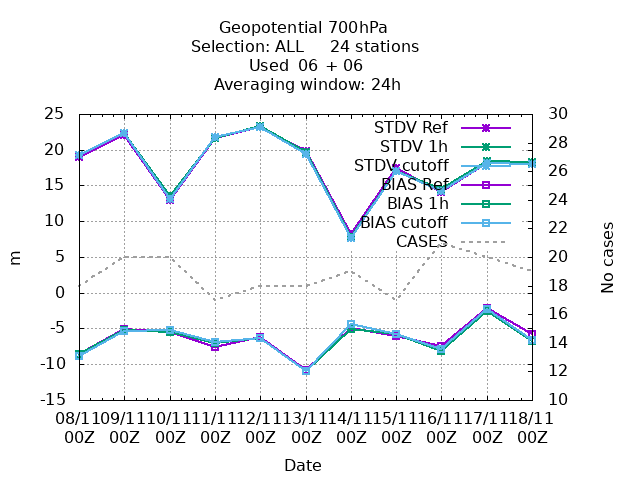 Geopotential 700hPa
Selection: ALL 24 stations
Used 06 + 06
Averaging window: 24h
25
20
15
10
5
0
-5
-10
-15
m
30
28
26
24
22
20
18
16
14
12
10
No cases
STDV Ref
STDV 1h
STDV cutoff
BIAS Ref
BIAS 1h
BIAS cutoff
CASES
08/11 09/11 10/11 11/11 12/11 13/11 14/11 15/11 16/11 17/11 18/11
00Z 00Z 00Z 00Z 00Z 00Z 00Z 00Z 00Z 00Z 00Z
Date